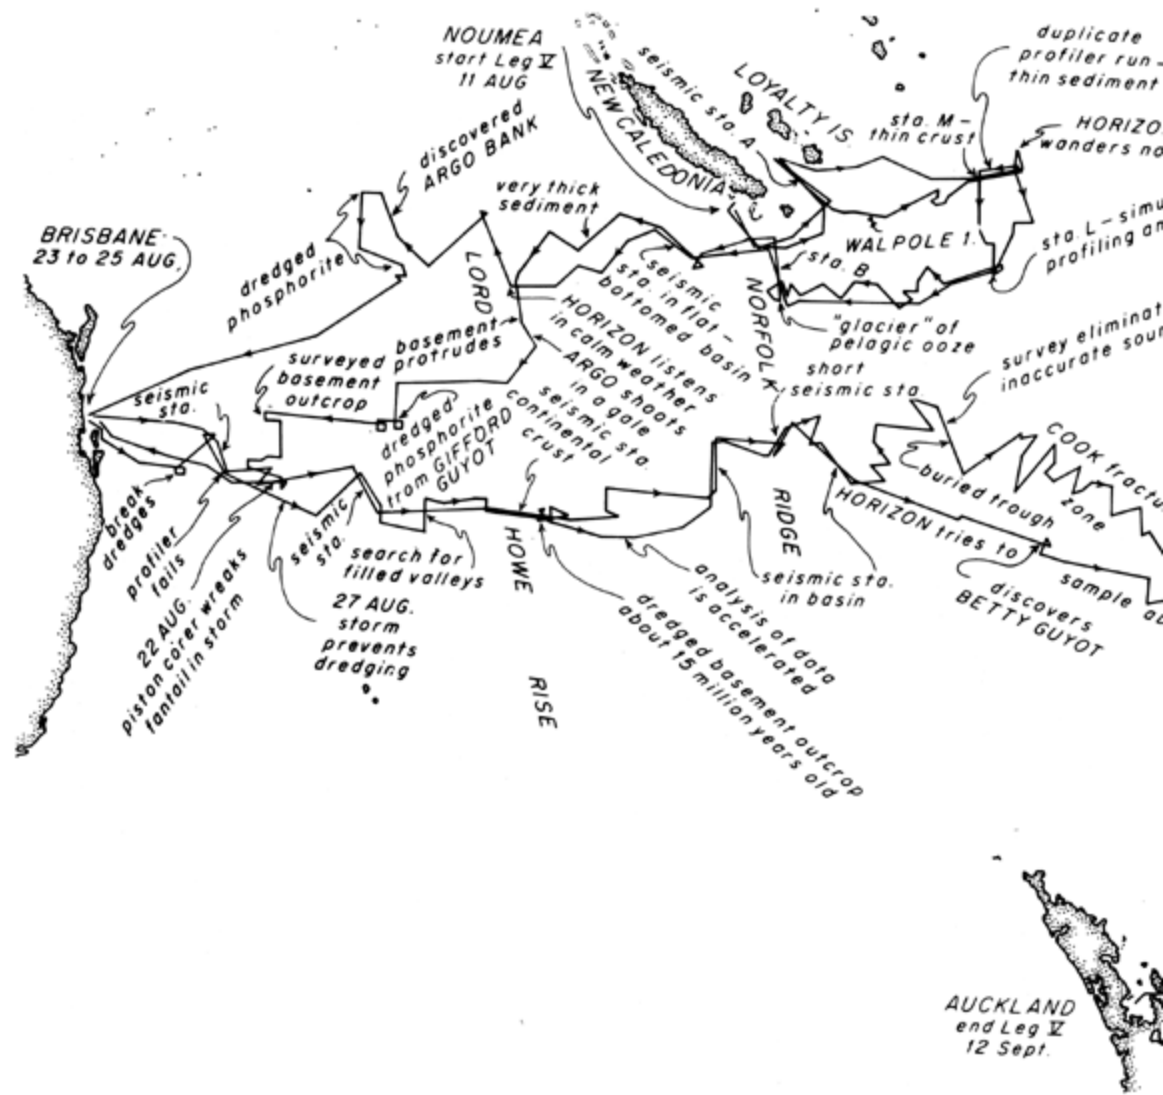 NOUMEA
start Leg V
11 AUG
seismic sta. A
NEW CALEDONIA
LOYALTY IS
duplicate
profiler run –
thin sediment
sta. M –
thin crust
HORIZO
wanders no
discovered
ARGO BANK
very thick
sediment
BRISBANE
23 to 25 AUG.
dredged
phosphorite
WALPOLE I.
sta. L – simu
profiling an
sta. B
LORD
seismic
sta. in flat –
bottomed basin
NORFOLK
HORIZON listens
in calm weather
ARGO shoots
in a gale
"glacier" of
pelagic ooze
survey eliminat
inaccurate sour
basement
protrudes
surveyed
basement
outcrop
seismic
sta.
short
seismic sta
dredged
phosphorite
from GIFFORD
GUYOT
seismic sta.
continental
crust
COOK fractu
zone
buried trough
break
dredges
profiler
fails
22 AUG.
piston corer wreaks
fantail in storm
seismic
sta.
search for
filled valleys
27 AUG.
storm
prevents
dredging
HOWE
RIDGE
HORIZON tries to
sample ab
seismic sta.
in basin
discovers
BETTY GUYOT
analysis of data
is accelerated
dredged basement outcrop
about 15 million years old
RISE
AUCKLAND
end Leg V
12 Sept.